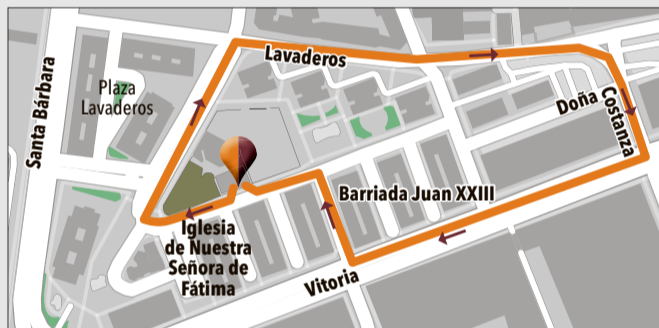 Lavaderos
Plaza
Lavaderos
Santa Bárbara
Doña
Costanza
Barriada Juan XXIII
Iglesia
de Nuestra
Señora de
Fátima
Vitoria